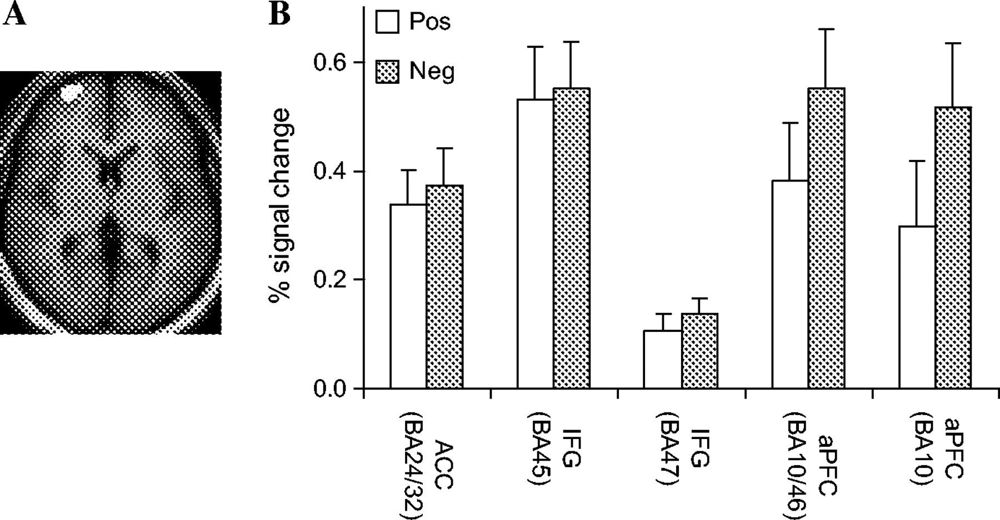 A
B
Pos
Neg
% signal change
0.6
0.4
0.2
0.0
ACC
(BA24/32)
IFG
(BA45)
IFG
(BA47)
aPFC
(BA10/46)
aPFC
(BA10)